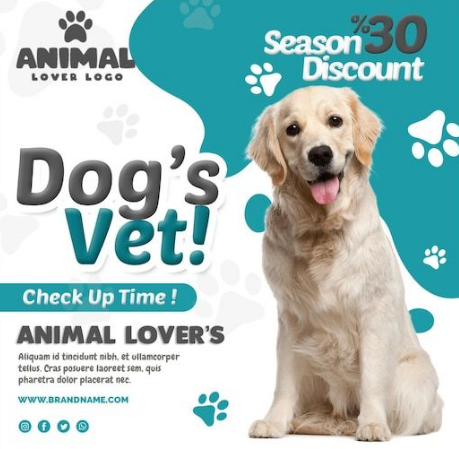 ANIMAL
LOVER LOGO
Season %30
Discount
Dog's
Vet!
Check Up Time !
ANIMAL LOVER'S
Aliquam id tincidunt nibh, et ullamcorper
tellus. Cras posuere laoreet sem, quis
pharetra dolor placerat nec.
WWW.BRANDNAME.COM